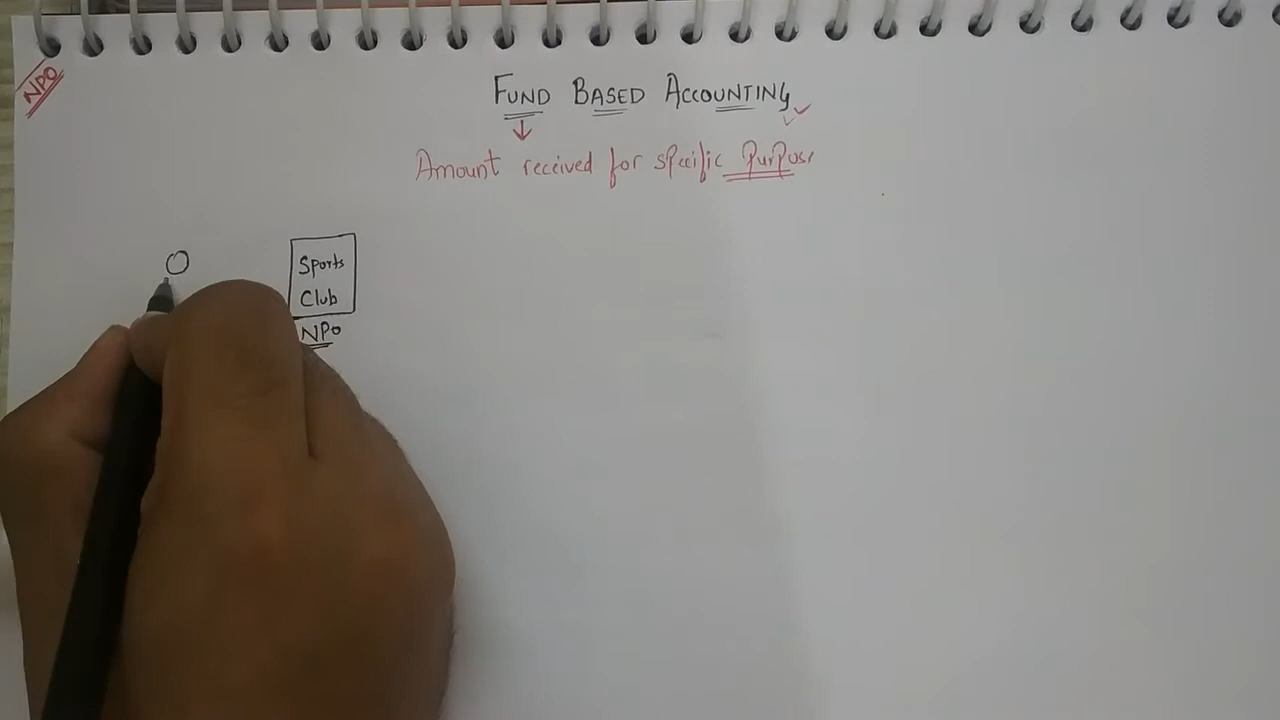 NPO
FUND BASED ACCOUNTING
Amount received for specific Purpose
Sports
Club
NPO